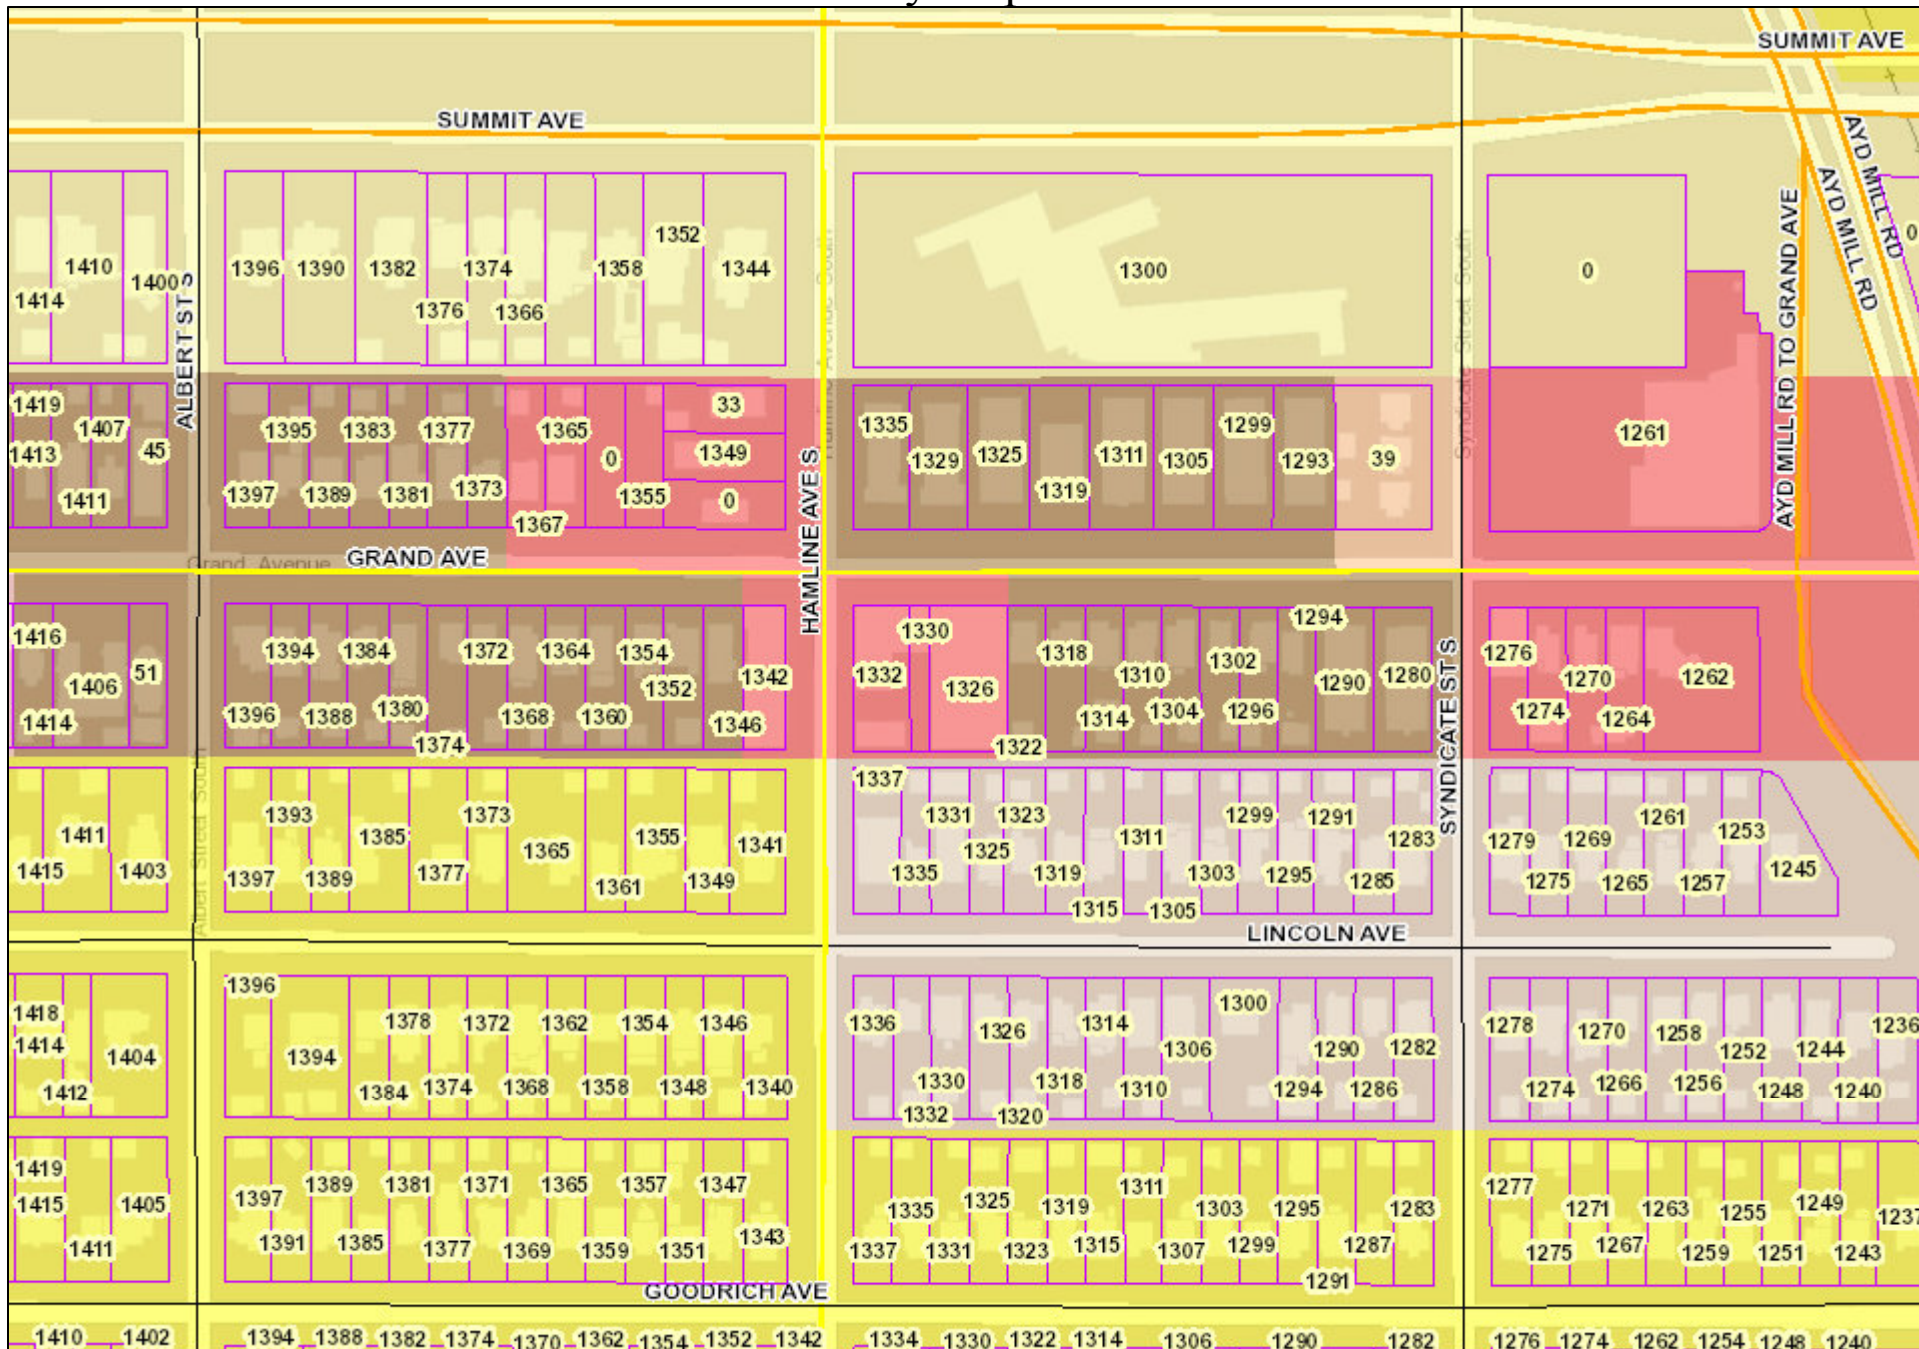 SUMMIT AVE
SUMMIT AVE
AYD MILL RD
AYD MILL RD
AYD MILL RD TO GRAND AVE
1414 1410 1400
ALBERT ST S
1396 1390 1382 1376 1374 1366 1358 1352 1344
1300
0
0
Hamline Avenue South
Syndicate Street South
1419 1407 45
1413 1411
1395 1383 1377 1365 0 33
1397 1389 1381 1373 1367 1355 1349 0
HAMLINE AVE S
1335 1329 1325 1319 1311 1305 1299 1293 39
1261
Grand Avenue
GRAND AVE
1416 1406 51
1414
1394 1384 1372 1364 1354 1342
1396 1388 1380 1374 1368 1360 1352 1346
1332 1330 1326 1322 1318 1314 1310 1304 1302 1296 1294 1290 1280
SYNDICATE ST S
1276 1274 1270 1264 1262
Albert Street South
1415 1411 1403
1393 1385 1373 1365 1355 1341
1397 1389 1377 1361 1349
1337 1331 1323 1311 1299 1291 1283
1335 1325 1319 1315 1305 1303 1295 1285
1279 1269 1261 1253 1245
1275 1265 1257
LINCOLN AVE
1418
1414 1404
1412
1396 1378 1372 1362 1354 1346
1394 1384 1374 1368 1358 1348 1340
1336 1326 1314 1306 1300 1290 1282
1330 1318 1310 1294 1286
1332 1320
1278 1270 1258 1252 1244 1236
1274 1266 1256 1248 1240
1419
1415 1405
1411
1397 1389 1381 1371 1365 1357 1347
1391 1385 1377 1369 1359 1351 1343
1335 1325 1319 1311 1303 1295 1283
1337 1331 1323 1315 1307 1299 1287
1291
1277 1271 1263 1255 1249 1237
1275 1267 1259 1251 1243
GOODRICH AVE
1410 1402 1394 1388 1382 1374 1370 1362 1354 1352 1342 1334 1330 1322 1314 1306 1290 1282 1276 1274 1262 1254 1248 1240